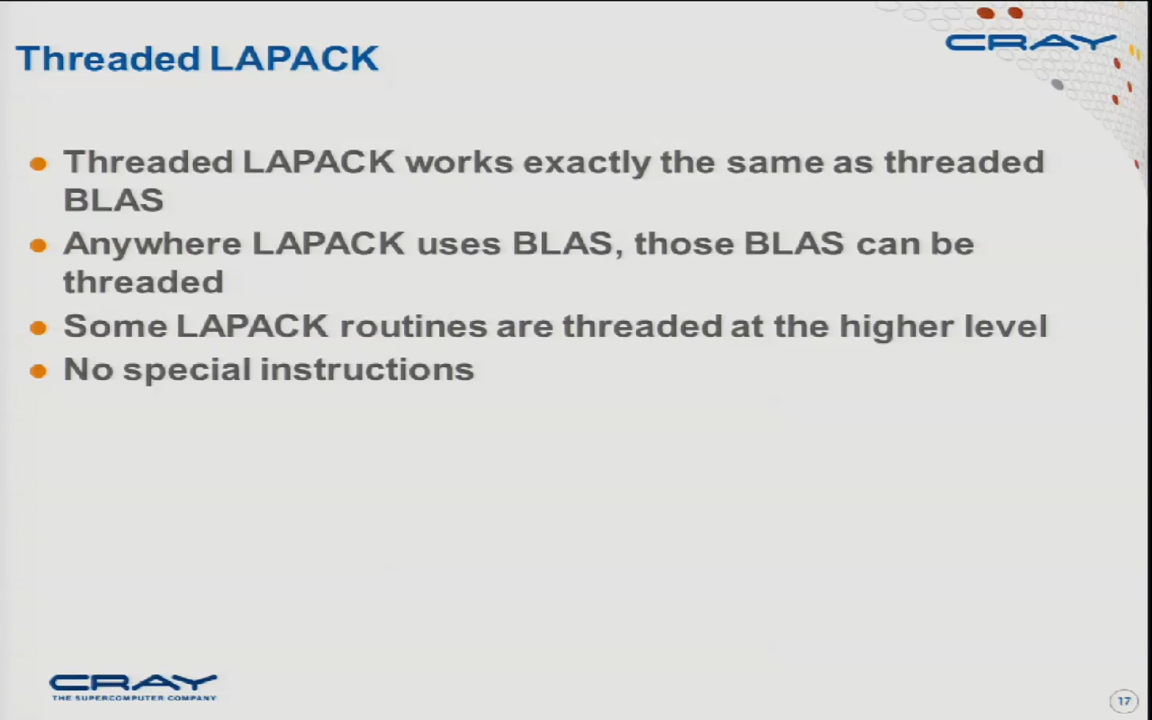 CRAY
Threaded LAPACK
Threaded LAPACK works exactly the same as threaded
BLAS
Anywhere LAPACK uses BLAS, those BLAS can be
threaded
Some LAPACK routines are threaded at the higher level
No special instructions
CRAY
THE SUPERCOMPUTER COMPANY
17